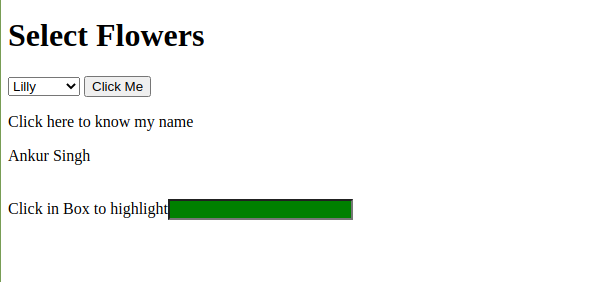 Select Flowers
Lilly Click Me
Click here to know my name
Ankur Singh
Click in Box to highlight